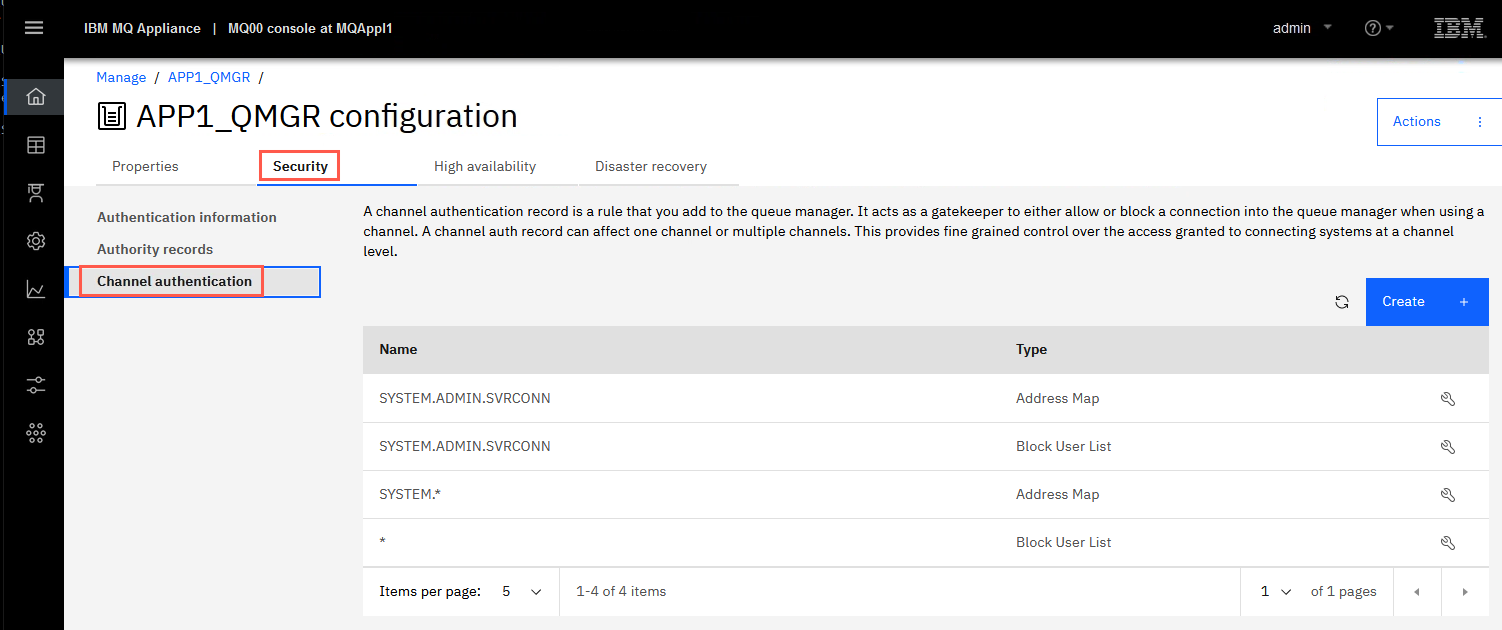 IBM MQ Appliance | MQ00 console at MQAppl1
admin
IBM
Manage / APP1_QMGR /
APP1_QMGR configuration
Actions
Properties
Security
High availability
Disaster recovery
Authentication information
Authority records
Channel authentication
A channel authentication record is a rule that you add to the queue manager. It acts as a gatekeeper to either allow or block a connection into the queue manager when using a
channel. A channel auth record can affect one channel or multiple channels. This provides fine grained control over the access granted to connecting systems at a channel
level.
Create +
Name Type
SYSTEM.ADMIN.SVRCONN Address Map
SYSTEM.ADMIN.SVRCONN Block User List
SYSTEM.* Address Map
* Block User List
Items per page: 5 1-4 of 4 items 1 of 1 pages